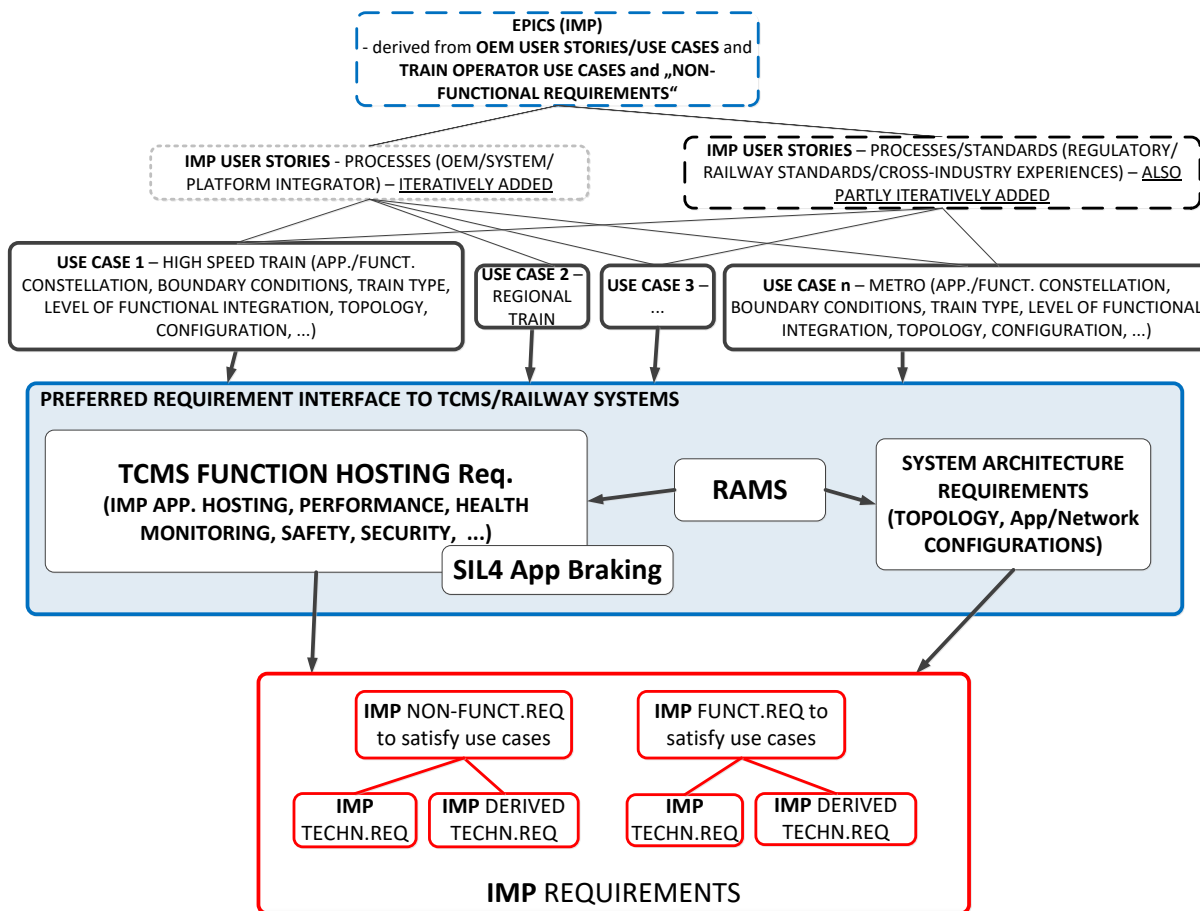 EPICS (IMP)
- derived from OEM USER STORIES/USE CASES and
TRAIN OPERATOR USE CASES and „NON-
FUNCTIONAL REQUIREMENTS“
IMP USER STORIES - PROCESSES (OEM/SYSTEM/
PLATFORM INTEGRATOR) – ITERATIVELY ADDED
IMP USER STORIES – PROCESSES/STANDARDS (REGULATORY/
RAILWAY STANDARDS/CROSS-INDUSTRY EXPERIENCES) – ALSO
PARTLY ITERATIVELY ADDED
USE CASE 1 – HIGH SPEED TRAIN (APP./FUNCT.
CONSTELLATION, BOUNDARY CONDITIONS, TRAIN TYPE,
LEVEL OF FUNCTIONAL INTEGRATION, TOPOLOGY,
CONFIGURATION, ...)
USE CASE 2 –
REGIONAL
TRAIN
USE CASE 3 –
...
USE CASE n – METRO (APP./FUNCT. CONSTELLATION,
BOUNDARY CONDITIONS, TRAIN TYPE, LEVEL OF FUNCTIONAL
INTEGRATION, TOPOLOGY, CONFIGURATION, ...)
PREFERRED REQUIREMENT INTERFACE TO TCMS/RAILWAY SYSTEMS
TCMS FUNCTION HOSTING Req.
(IMP APP. HOSTING, PERFORMANCE, HEALTH
MONITORING, SAFETY, SECURITY, ...)
SIL4 App Braking
RAMS
SYSTEM ARCHITECTURE
REQUIREMENTS
(TOPOLOGY, App/Network
CONFIGURATIONS)
IMP NON-FUNCT.REQ
to satisfy use cases
IMP FUNCT.REQ to
satisfy use cases
IMP
TECHN.REQ
IMP DERIVED
TECHN.REQ
IMP
TECHN.REQ
IMP DERIVED
TECHN.REQ
IMP REQUIREMENTS